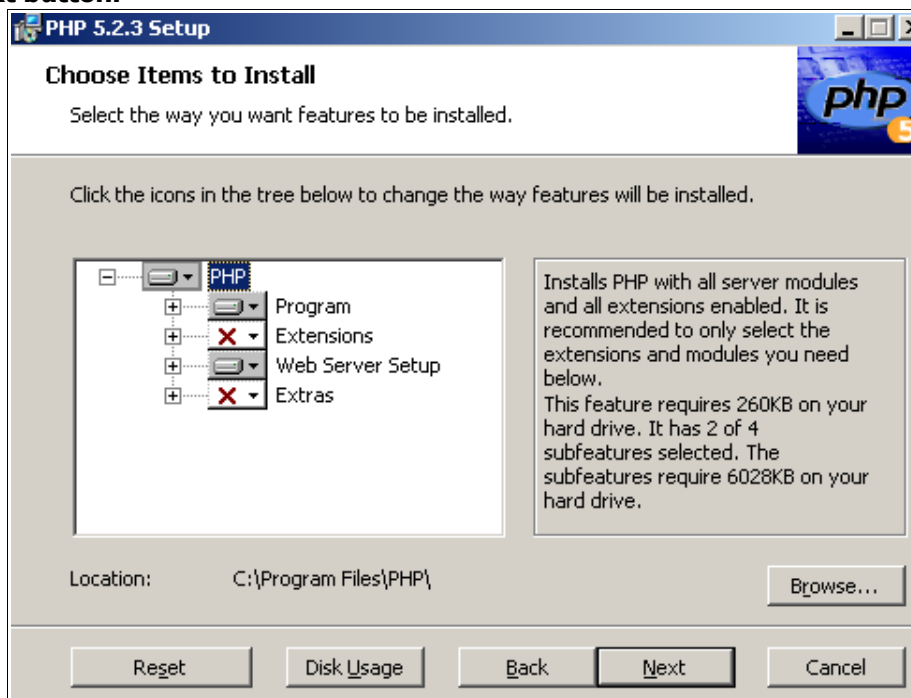 PHP 5.2.3 Setup
Choose Items to Install
Select the way you want features to be installed.
php
5
Click the icons in the tree below to change the way features will be installed.
PHP
Program
Extensions
Web Server Setup
Extras
Installs PHP with all server modules
and all extensions enabled. It is
recommended to only select the
extensions and modules you need
below.
This feature requires 260KB on your
hard drive. It has 2 of 4
subfeatures selected. The
subfeatures require 6028KB on your
hard drive.
Location: C:\Program Files\PHP\
Browse...
Reset Disk Usage Back Next Cancel